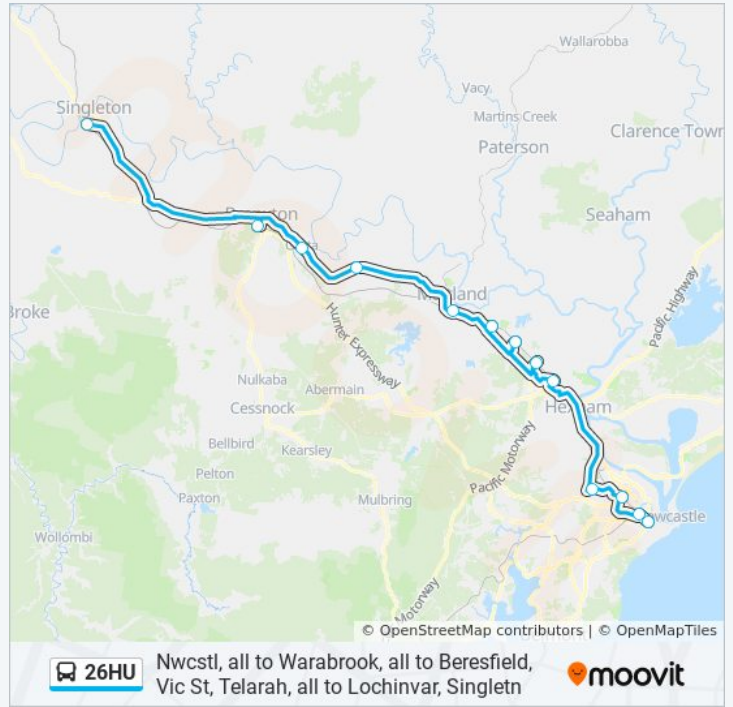 Wallarobba
Vacy
Singleton
Martins Creek
Clarence Town
Paterson
Seaham
Pacific Highway
Broke
Hunter Expressway
Nulkaba
Abermain
Cessnock
Hexham
Bellbird
Kearsley
Pacific Motorway
Pelton
Paxton
Mulbring
Wollombi
Newcastle
Motorway
© OpenStreetMap contributors | © OpenMapTiles
26HU
Nwcstl, all to Warabrook, all to Beresfield,
Vic St, Telarah, all to Lochinvar, Singletn
moovit